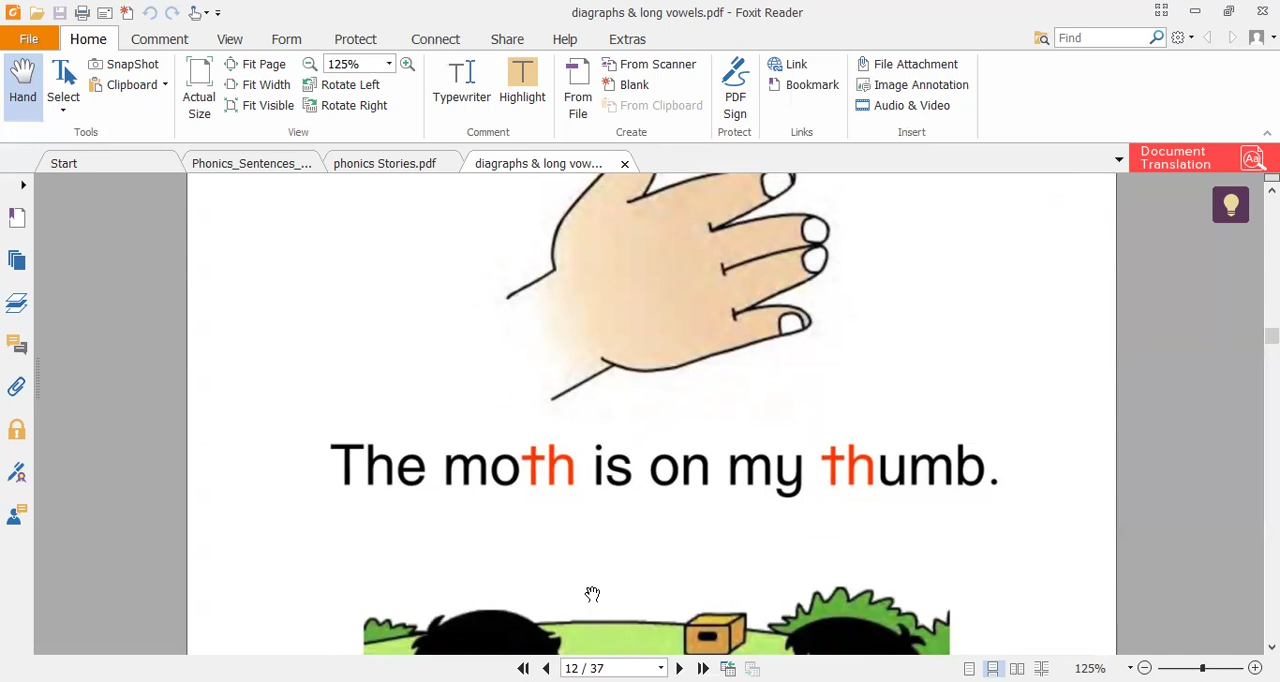 diagraphs & long vowels.pdf - Foxit Reader
File Home Comment View Form Protect Connect Share Help Extras Find
Hand
Select
SnapShot
Clipboard
Tools
Actual Size
Fit Page
Fit Width
Fit Visible
125%
Rotate Left
Rotate Right
View
Typewriter
Highlight
Comment
From File
From Scanner
Blank
From Clipboard
Create
PDF Sign
Protect
Link
Bookmark
Links
File Attachment
Image Annotation
Audio & Video
Insert
Start Phonics_Sentences_... phonics Stories.pdf diagraphs & long vow...
Document
Translation
Aa
The moth is on my thumb.
12 / 37 125%